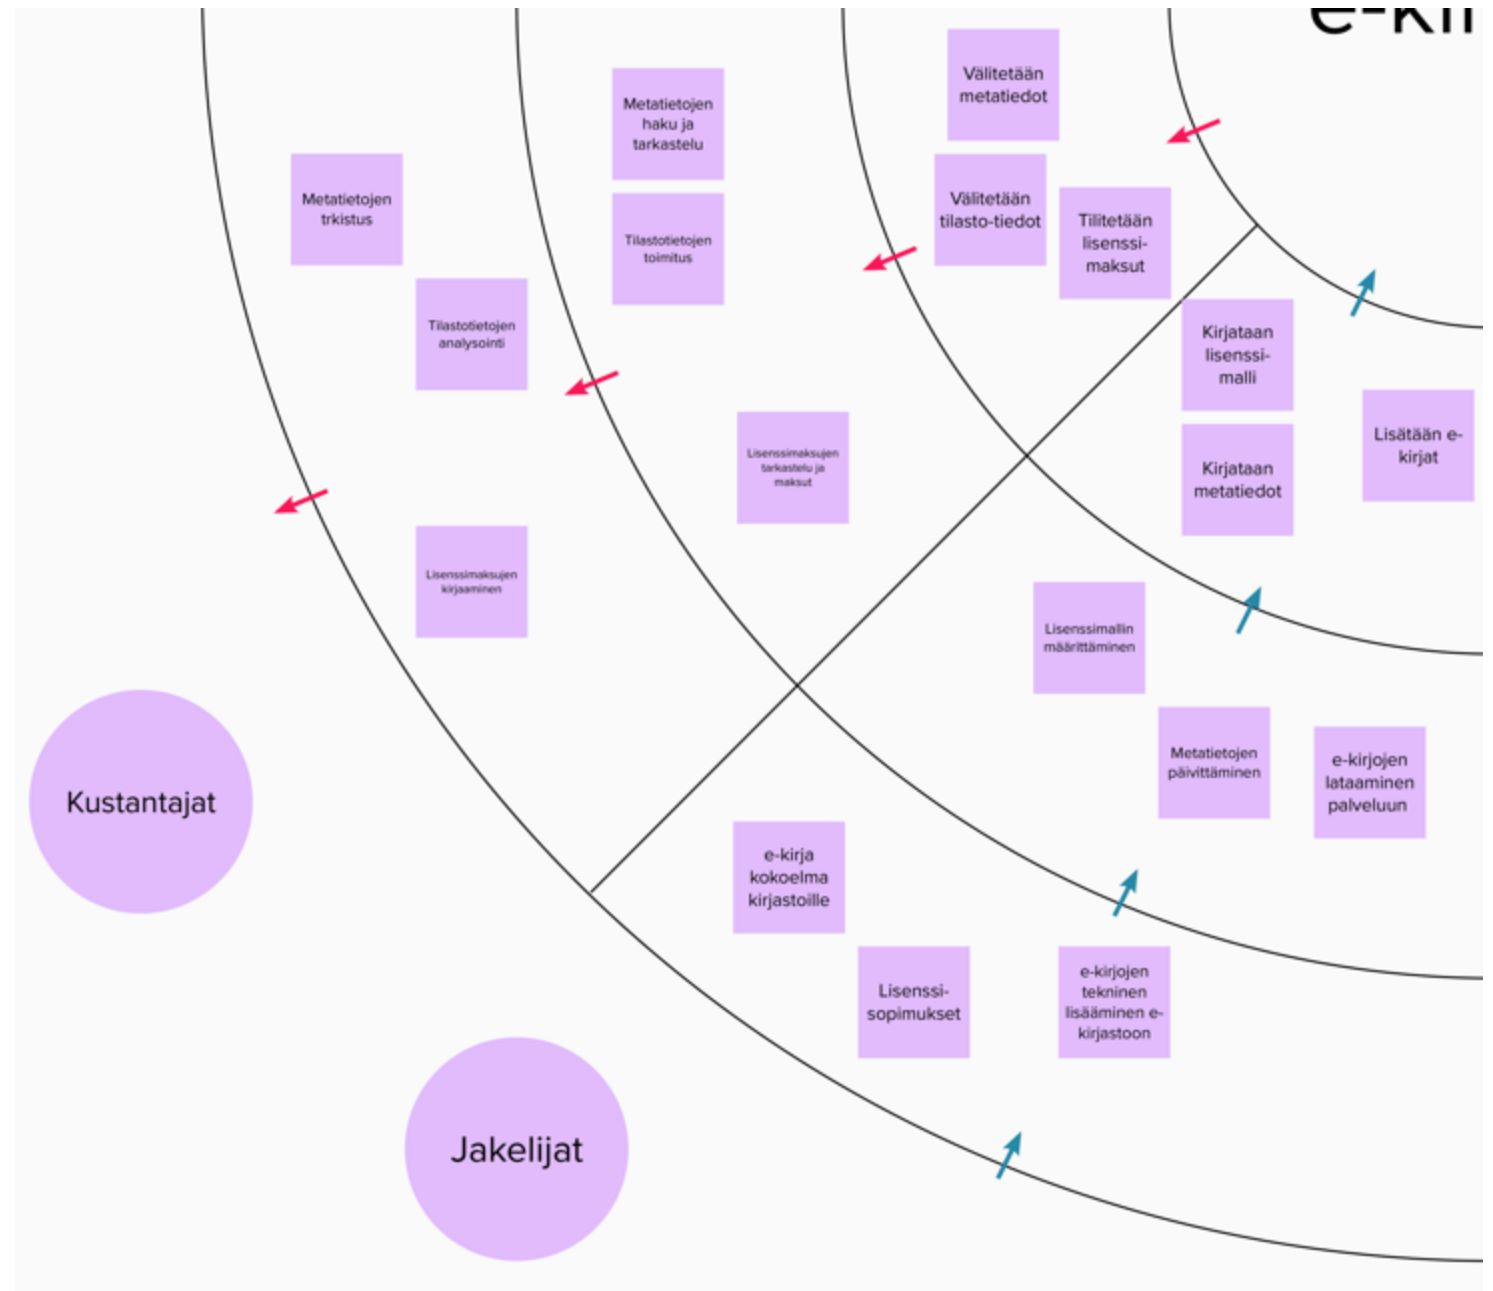 e-kir
Välitetään
metatiedot
Metatietojen
haku ja
tarkastelu
Metatietojen
trkistus
Välitetään
tilasto-tiedot
Tilitetään
lisenssi-
maksut
Tilastotietojen
toimitus
Tilastotietojen
analysointi
Kirjataan
lisenssi-
malli
Lisätään e-
kirjat
Lisenssimaksujen
tarkastelu ja
maksut
Kirjataan
metatiedot
Lisenssimaksujen
kirjaaminen
Lisenssimallin
määrittäminen
Metatietojen
päivittäminen
e-kirjojen
lataaminen
palveluun
Kustantajat
e-kirja
kokoelma
kirjastoille
Lisenssi-
sopimukset
e-kirjojen
tekninen
lisääminen e-
kirjastoon
Jakelijat